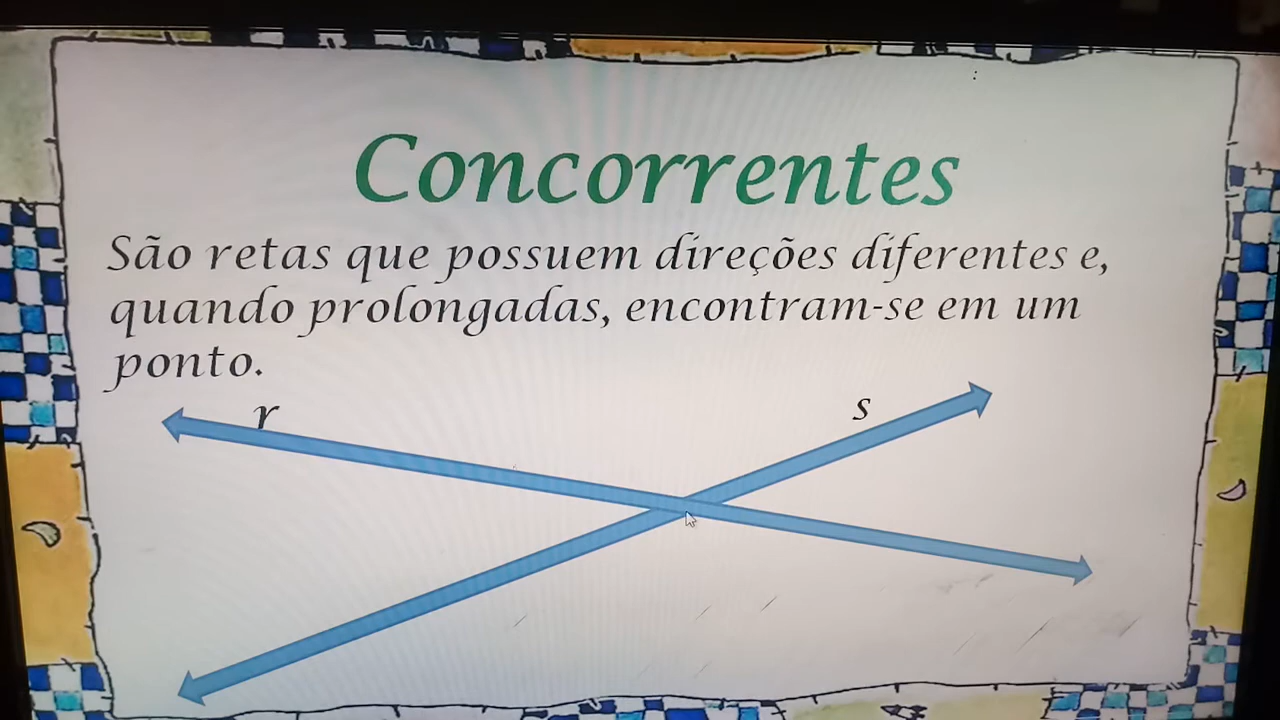 Concorrentes
São retas que possuem direções diferentes e,
quando prolongadas, encontram-se em um
ponto.
r
s